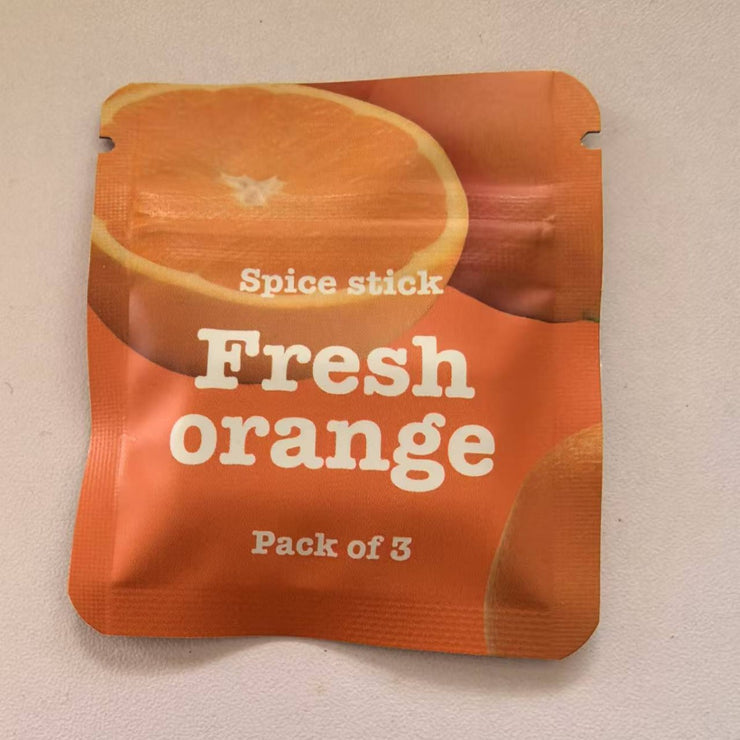 Spice stick
Fresh
orange
Pack of 3